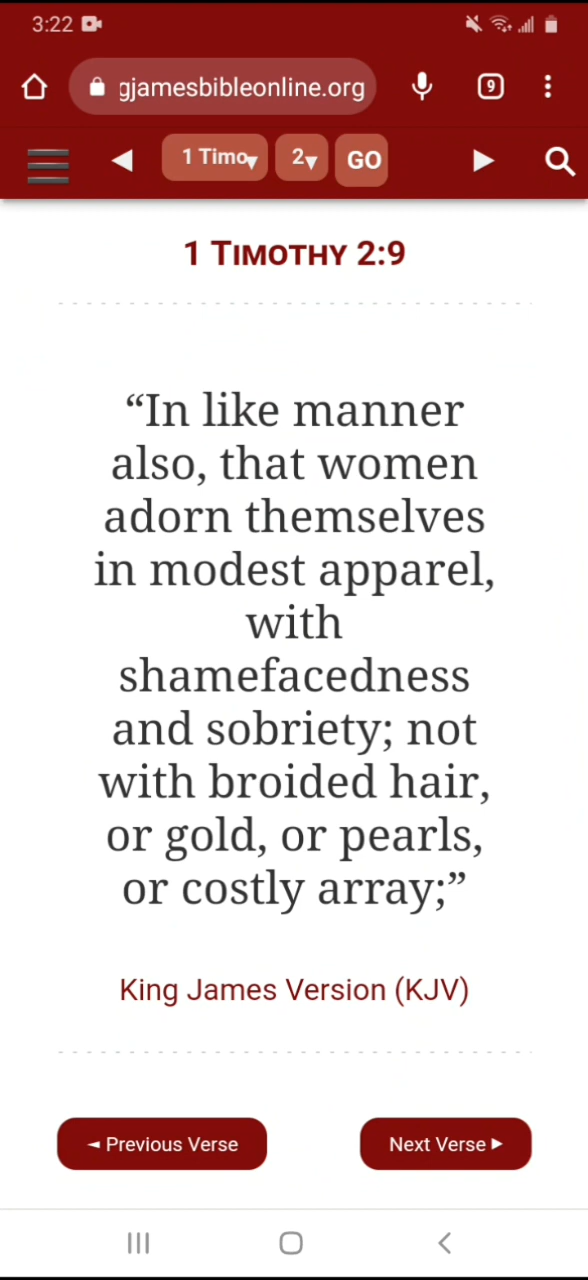 3:22
gjamesbibleonline.org
9
1 Timo
2
GO
1 Timothy 2:9
“In like manner
also, that women
adorn themselves
in modest apparel,
with
shamefacedness
and sobriety; not
with broided hair,
or gold, or pearls,
or costly array;”
King James Version (KJV)
◄ Previous Verse
Next Verse ►